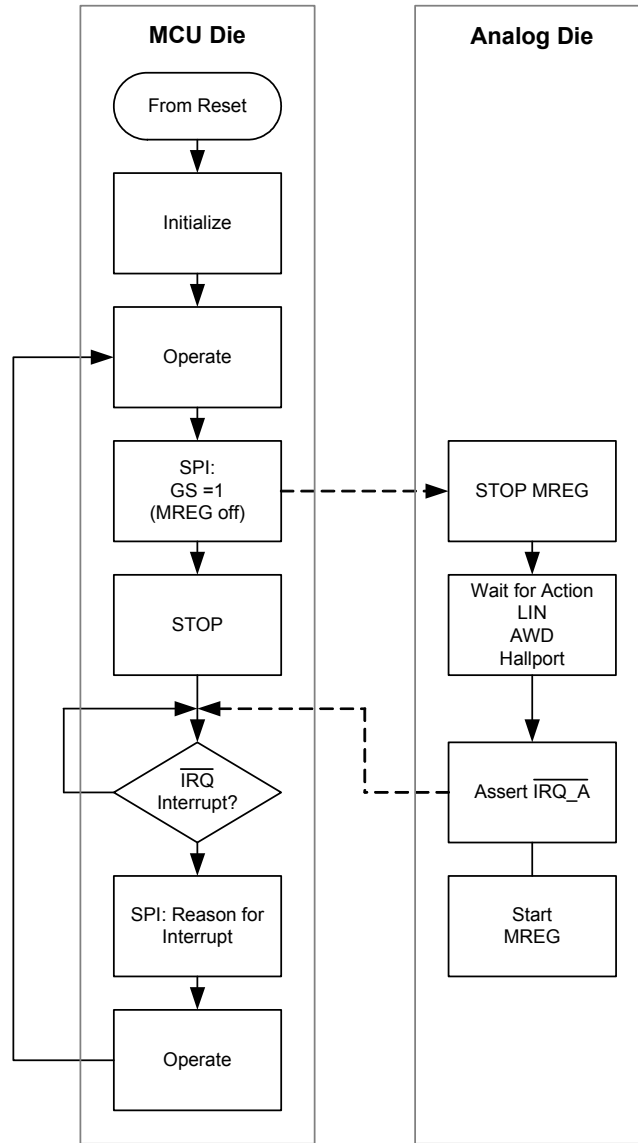 MCU Die
From Reset
Initialize
Operate
SPI:
GS =1
(MREG off)
STOP
IRQ
Interrupt?
SPI: Reason for
Interrupt
Operate
Analog Die
STOP MREG
Wait for Action
LIN
AWD
Hallport
Assert IRQ_A
Start
MREG